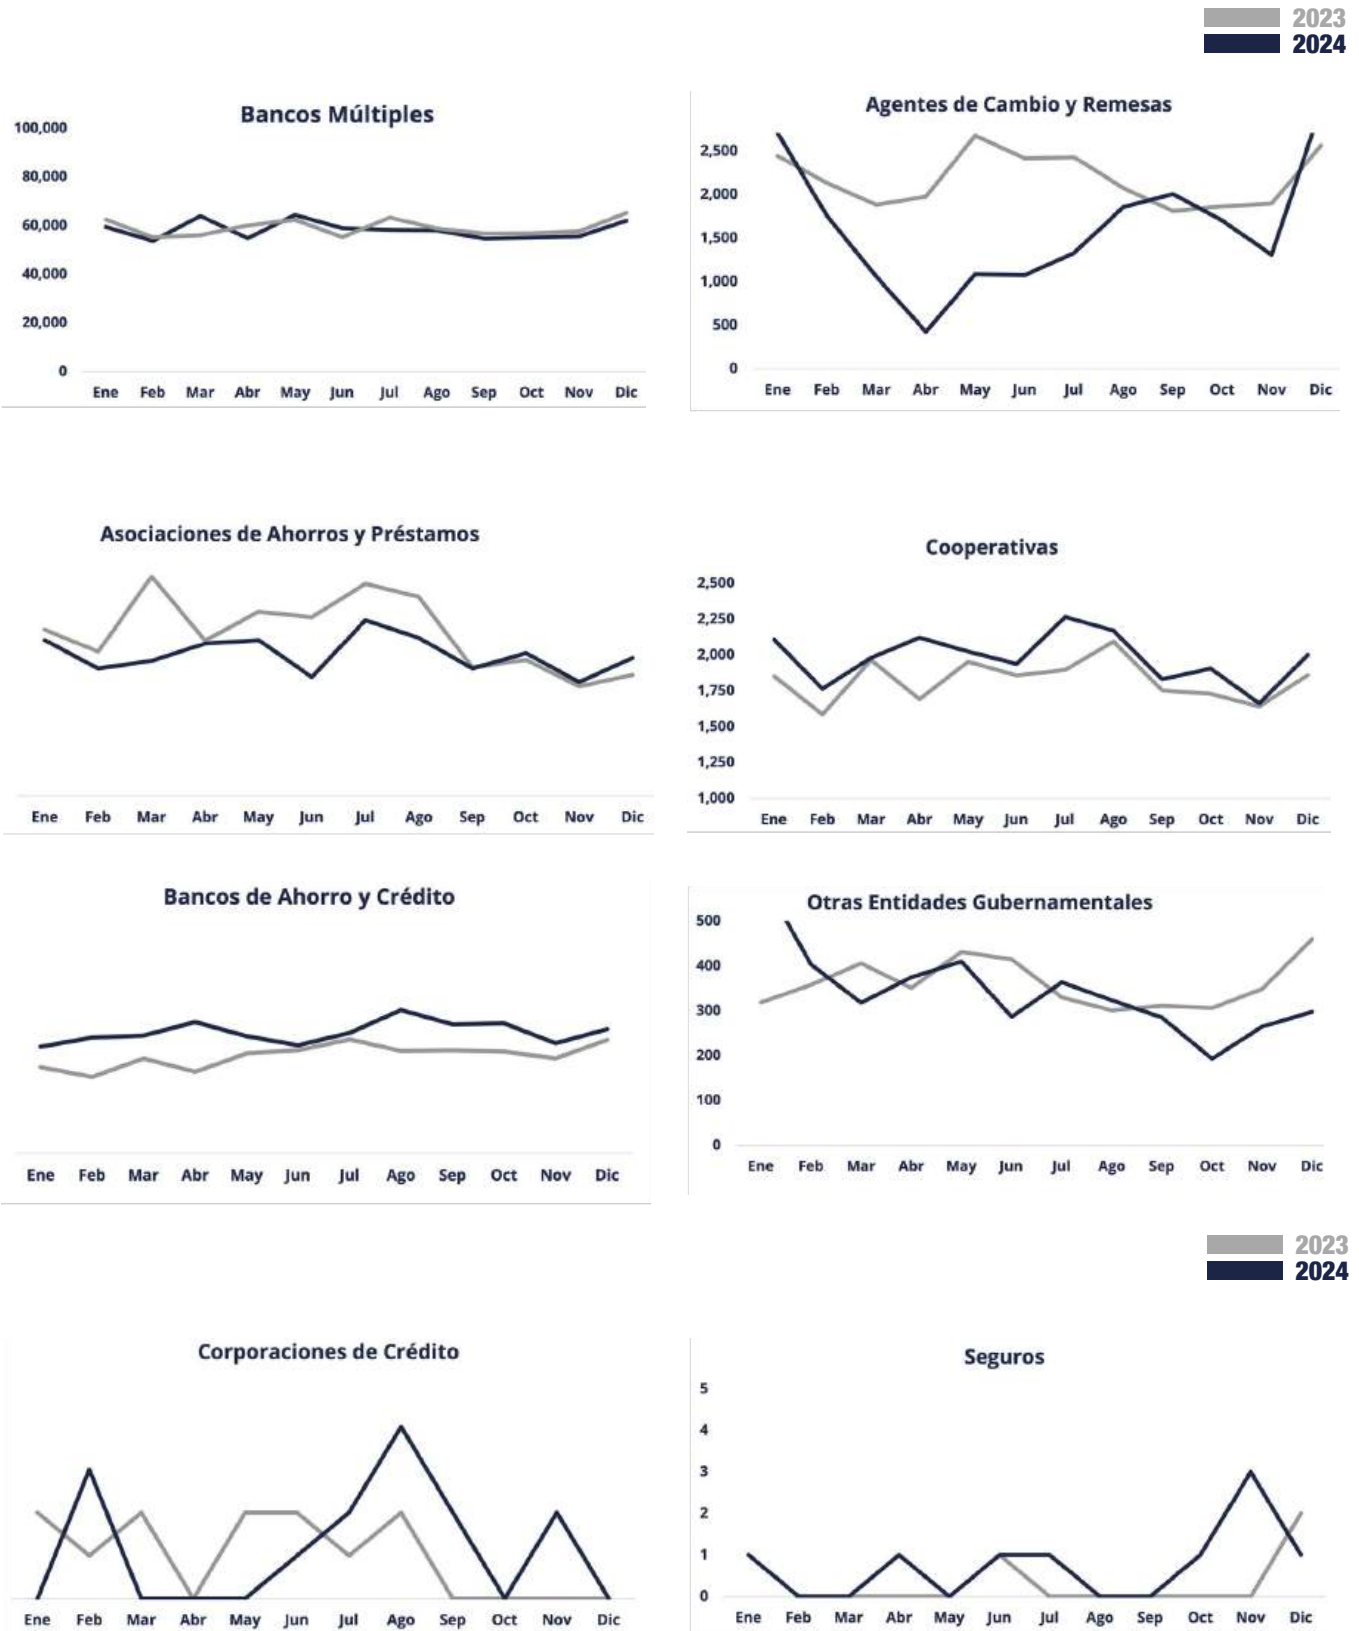 2023
2024
Bancos Múltiples
100,000
80,000
60,000
40,000
20,000
0
Ene Feb Mar Abr May Jun Jul Ago Sep Oct Nov Dic
Agentes de Cambio y Remesas
2,500
2,000
1,500
1,000
500
0
Ene Feb Mar Abr May Jun Jul Ago Sep Oct Nov Dic
Asociaciones de Ahorros y Préstamos
Ene Feb Mar Abr May Jun Jul Ago Sep Oct Nov Dic
Cooperativas
2,500
2,250
2,000
1,750
1,500
1,250
1,000
Ene Feb Mar Abr May Jun Jul Ago Sep Oct Nov Dic
Bancos de Ahorro y Crédito
Ene Feb Mar Abr May Jun Jul Ago Sep Oct Nov Dic
Otras Entidades Gubernamentales
500
400
300
200
100
0
Ene Feb Mar Abr May Jun Jul Ago Sep Oct Nov Dic
2023
2024
Corporaciones de Crédito
Ene Feb Mar Abr May Jun Jul Ago Sep Oct Nov Dic
Seguros
5
4
3
2
1
0
Ene Feb Mar Abr May Jun Jul Ago Sep Oct Nov Dic